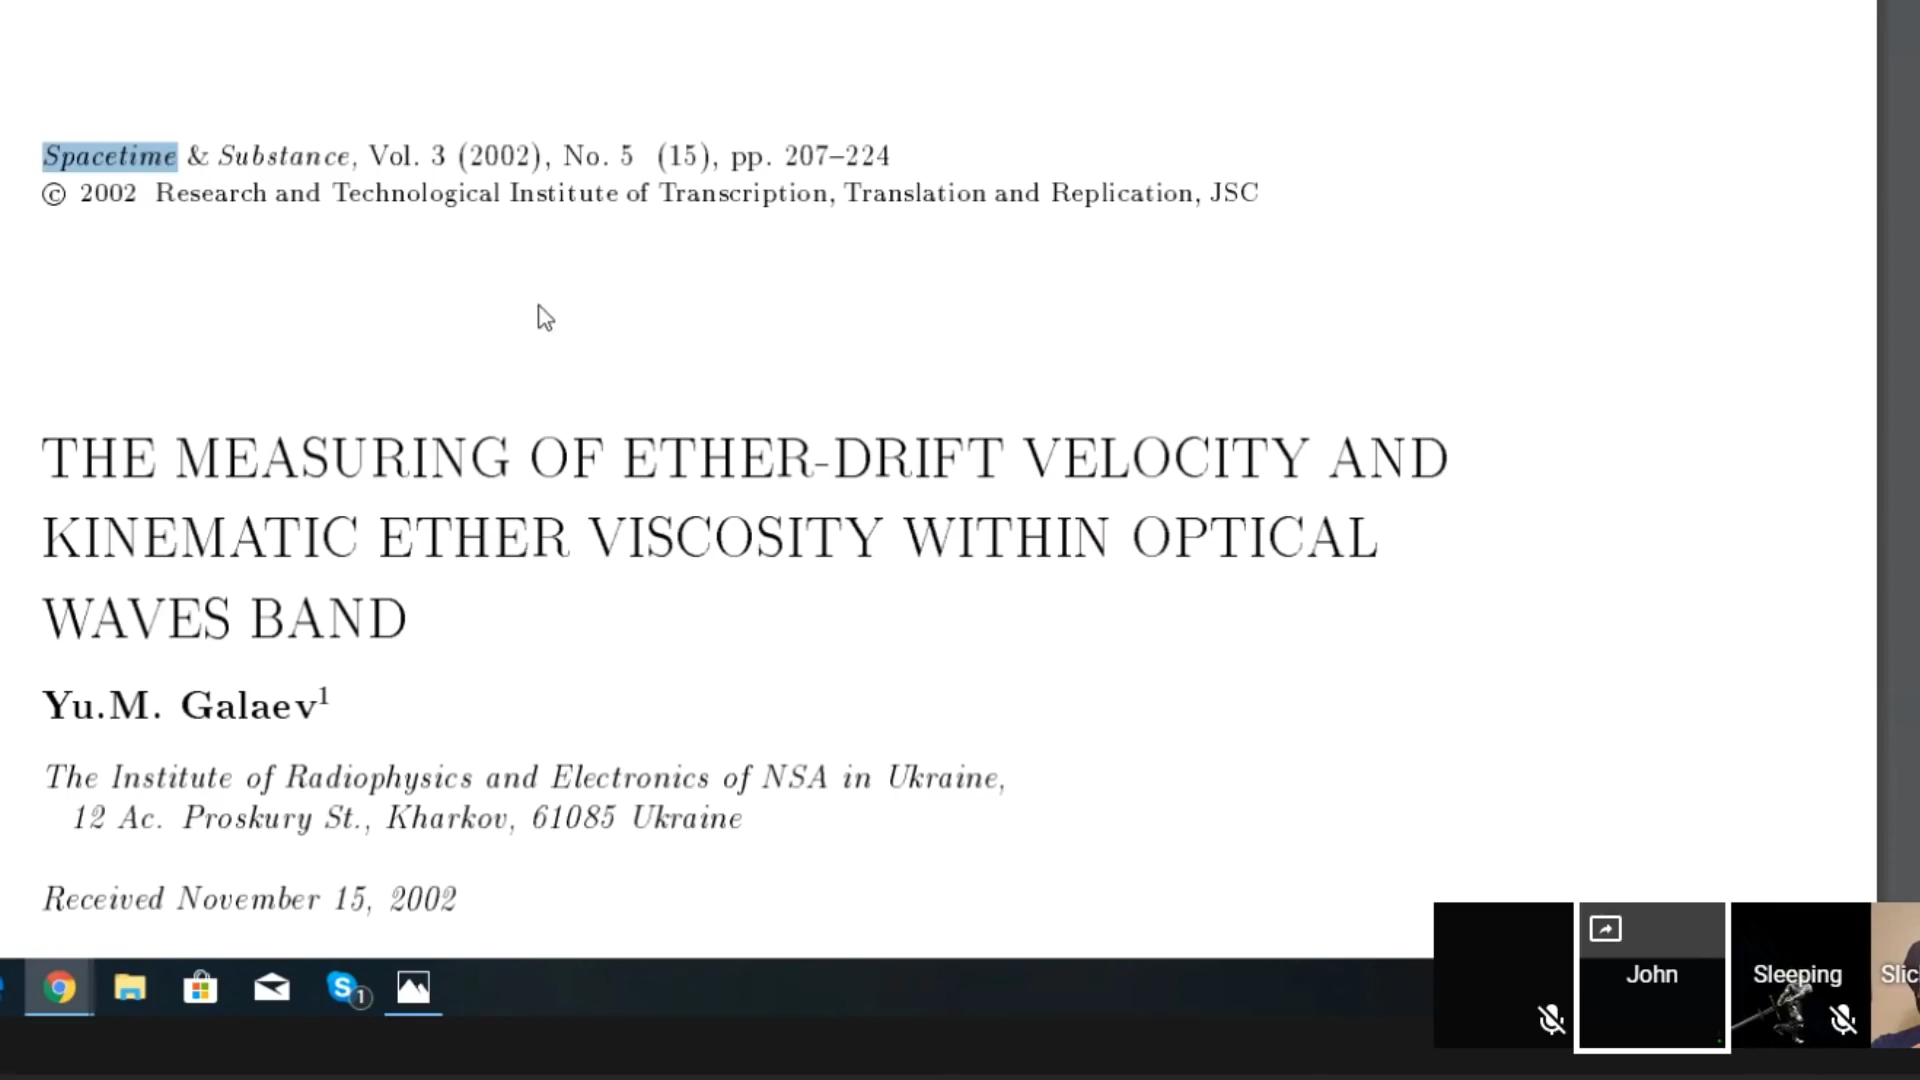 Spacetime & Substance, Vol. 3 (2002), No. 5 (15), pp. 207–224
© 2002 Research and Technological Institute of Transcription, Translation and Replication, JSC
THE MEASURING OF ETHER-DRIFT VELOCITY AND
KINEMATIC ETHER VISCOSITY WITHIN OPTICAL
WAVES BAND
Yu.M. Galaev¹
The Institute of Radiophysics and Electronics of NSA in Ukraine,
12 Ac. Proskury St., Kharkov, 61085 Ukraine
Received November 15, 2002
John
Sleeping
S
1